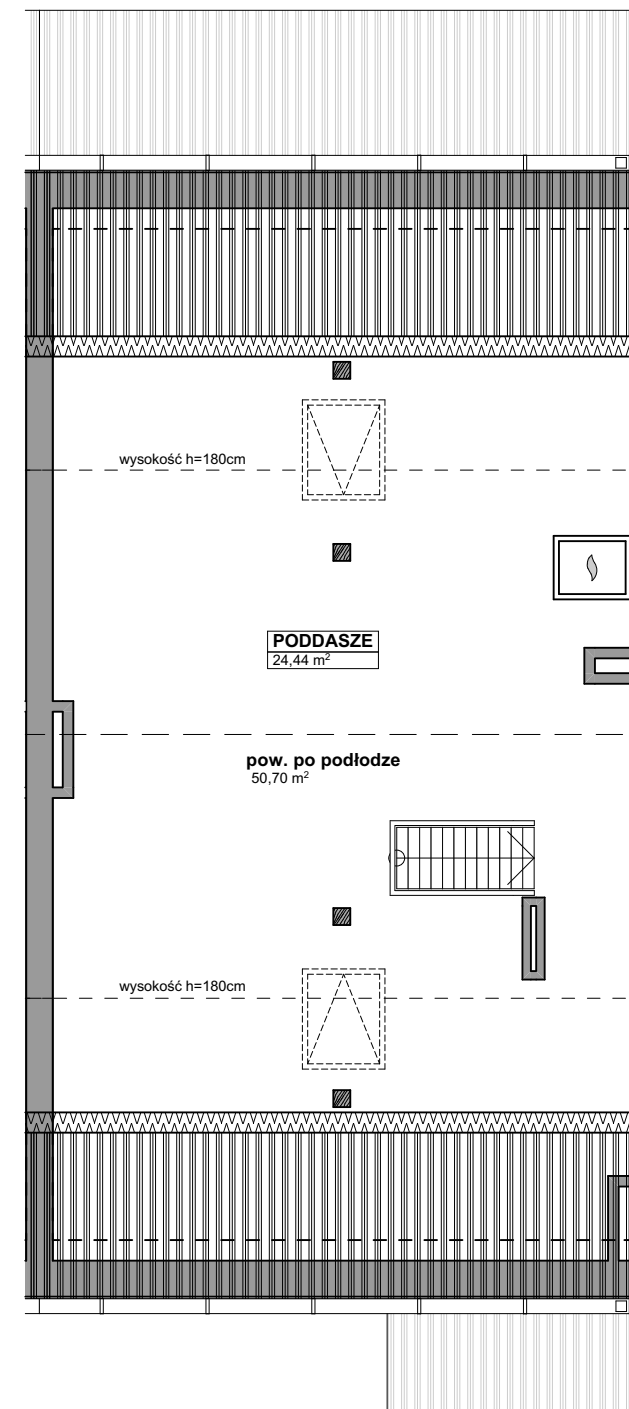 wysokość h=180cm
PODDASZE
24,44 m²
pow. po podłodze
50,70 m²
wysokość h=180cm